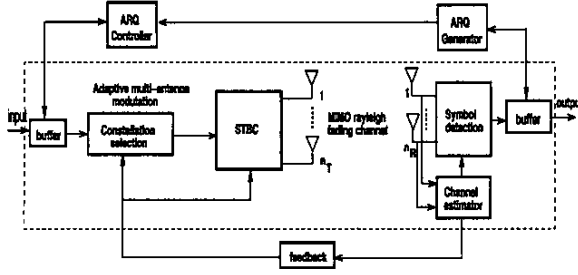 ARQ
Controller
ARQ
Generator
Adaptive multi-antenna
modulation
input
buffer
Constellation
selection
STBC
1
n T
MIMO rayleigh
fading channel
1
n R
Symbol
detection
buffer
output
Channel
estimator
feedback